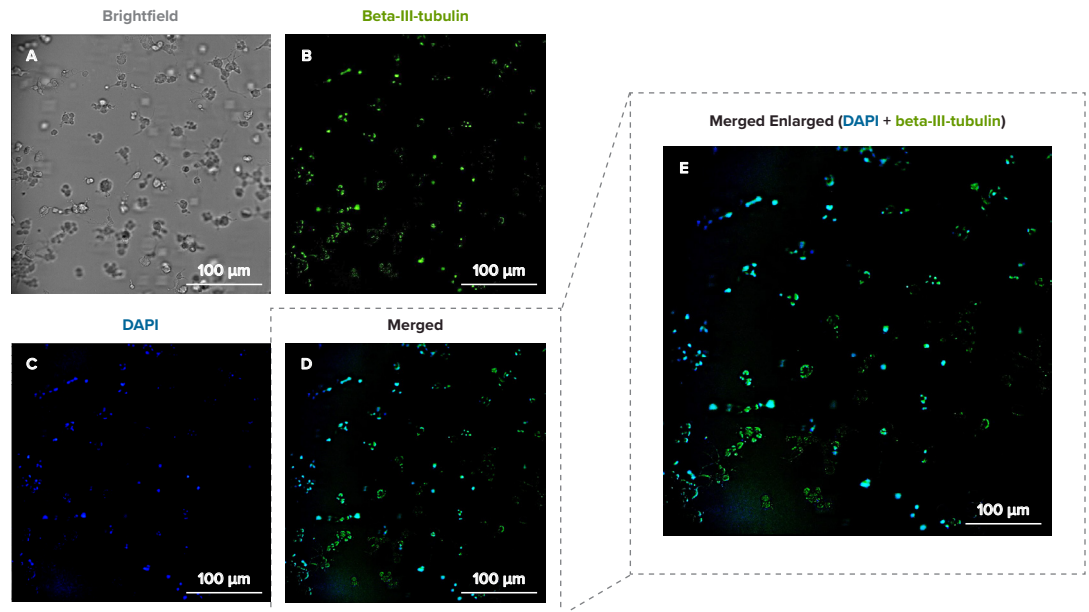 Brightfield
Beta-III-tubulin
A
B
100 µm
100 µm
DAPI
Merged
C
D
100 µm
100 µm
Merged Enlarged (DAPI + beta-III-tubulin)
E
100 µm